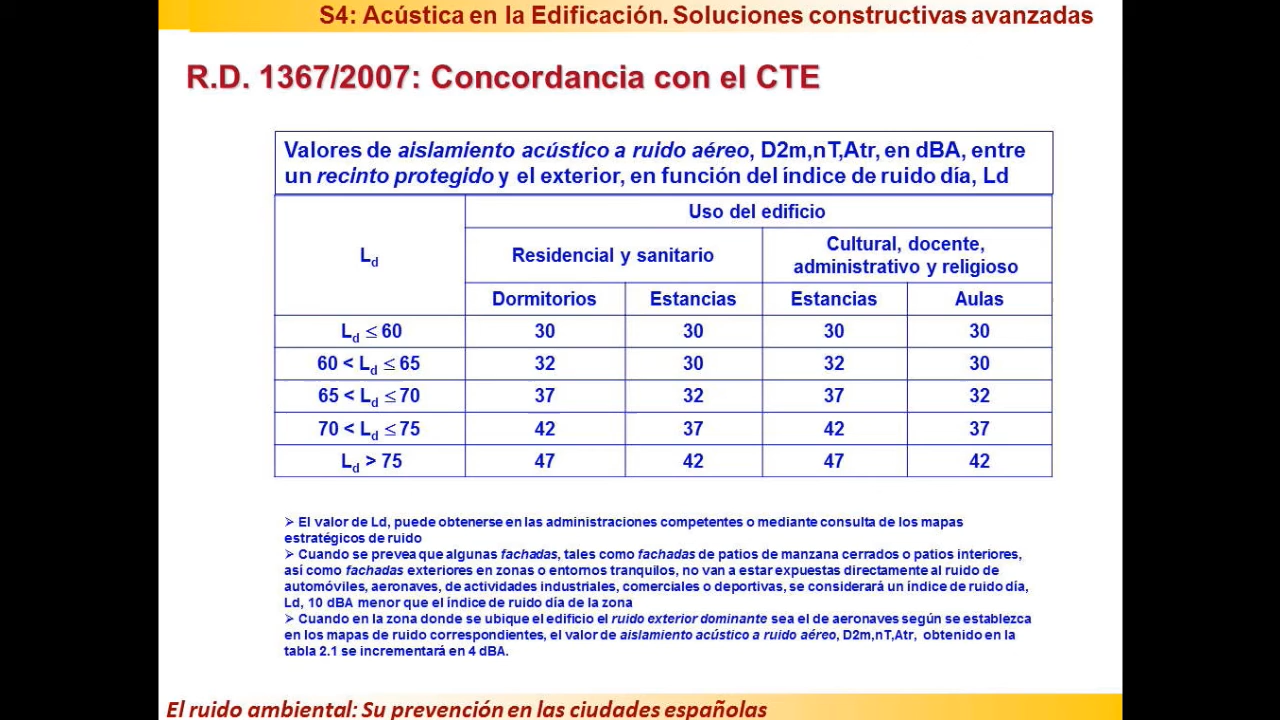 S4: Acústica en la Edificación. Soluciones constructivas avanzadas
R.D. 1367/2007: Concordancia con el CTE
Valores de aislamiento acústico a ruido aéreo, D2m,nT,Atr, en dBA, entre
un recinto protegido y el exterior, en función del índice de ruido día, Ld
Ld
Uso del edificio
Residencial y sanitario
Cultural, docente,
administrativo y religioso
Dormitorios Estancias Estancias Aulas
Ld ≤ 60 30 30 30 30
60 < Ld ≤ 65 32 30 32 30
65 < Ld ≤ 70 37 32 37 32
70 < Ld ≤ 75 42 37 42 37
Ld > 75 47 42 47 42
➢ El valor de Ld, puede obtenerse en las administraciones competentes o mediante consulta de los mapas
estratégicos de ruido
➢ Cuando se prevea que algunas fachadas, tales como fachadas de patios de manzana cerrados o patios interiores,
así como fachadas exteriores en zonas o entornos tranquilos, no van a estar expuestas directamente al ruido de
automóviles, aeronaves, de actividades industriales, comerciales o deportivas, se considerará un índice de ruido día,
Ld, 10 dBA menor que el índice de ruido día de la zona
➢ Cuando en la zona donde se ubique el edificio el ruido exterior dominante sea el de aeronaves según se establezca
en los mapas de ruido correspondientes, el valor de aislamiento acústico a ruido aéreo, D2m,nT,Atr, obtenido en la
tabla 2.1 se incrementará en 4 dBA.
El ruido ambiental: Su prevención en las ciudades españolas